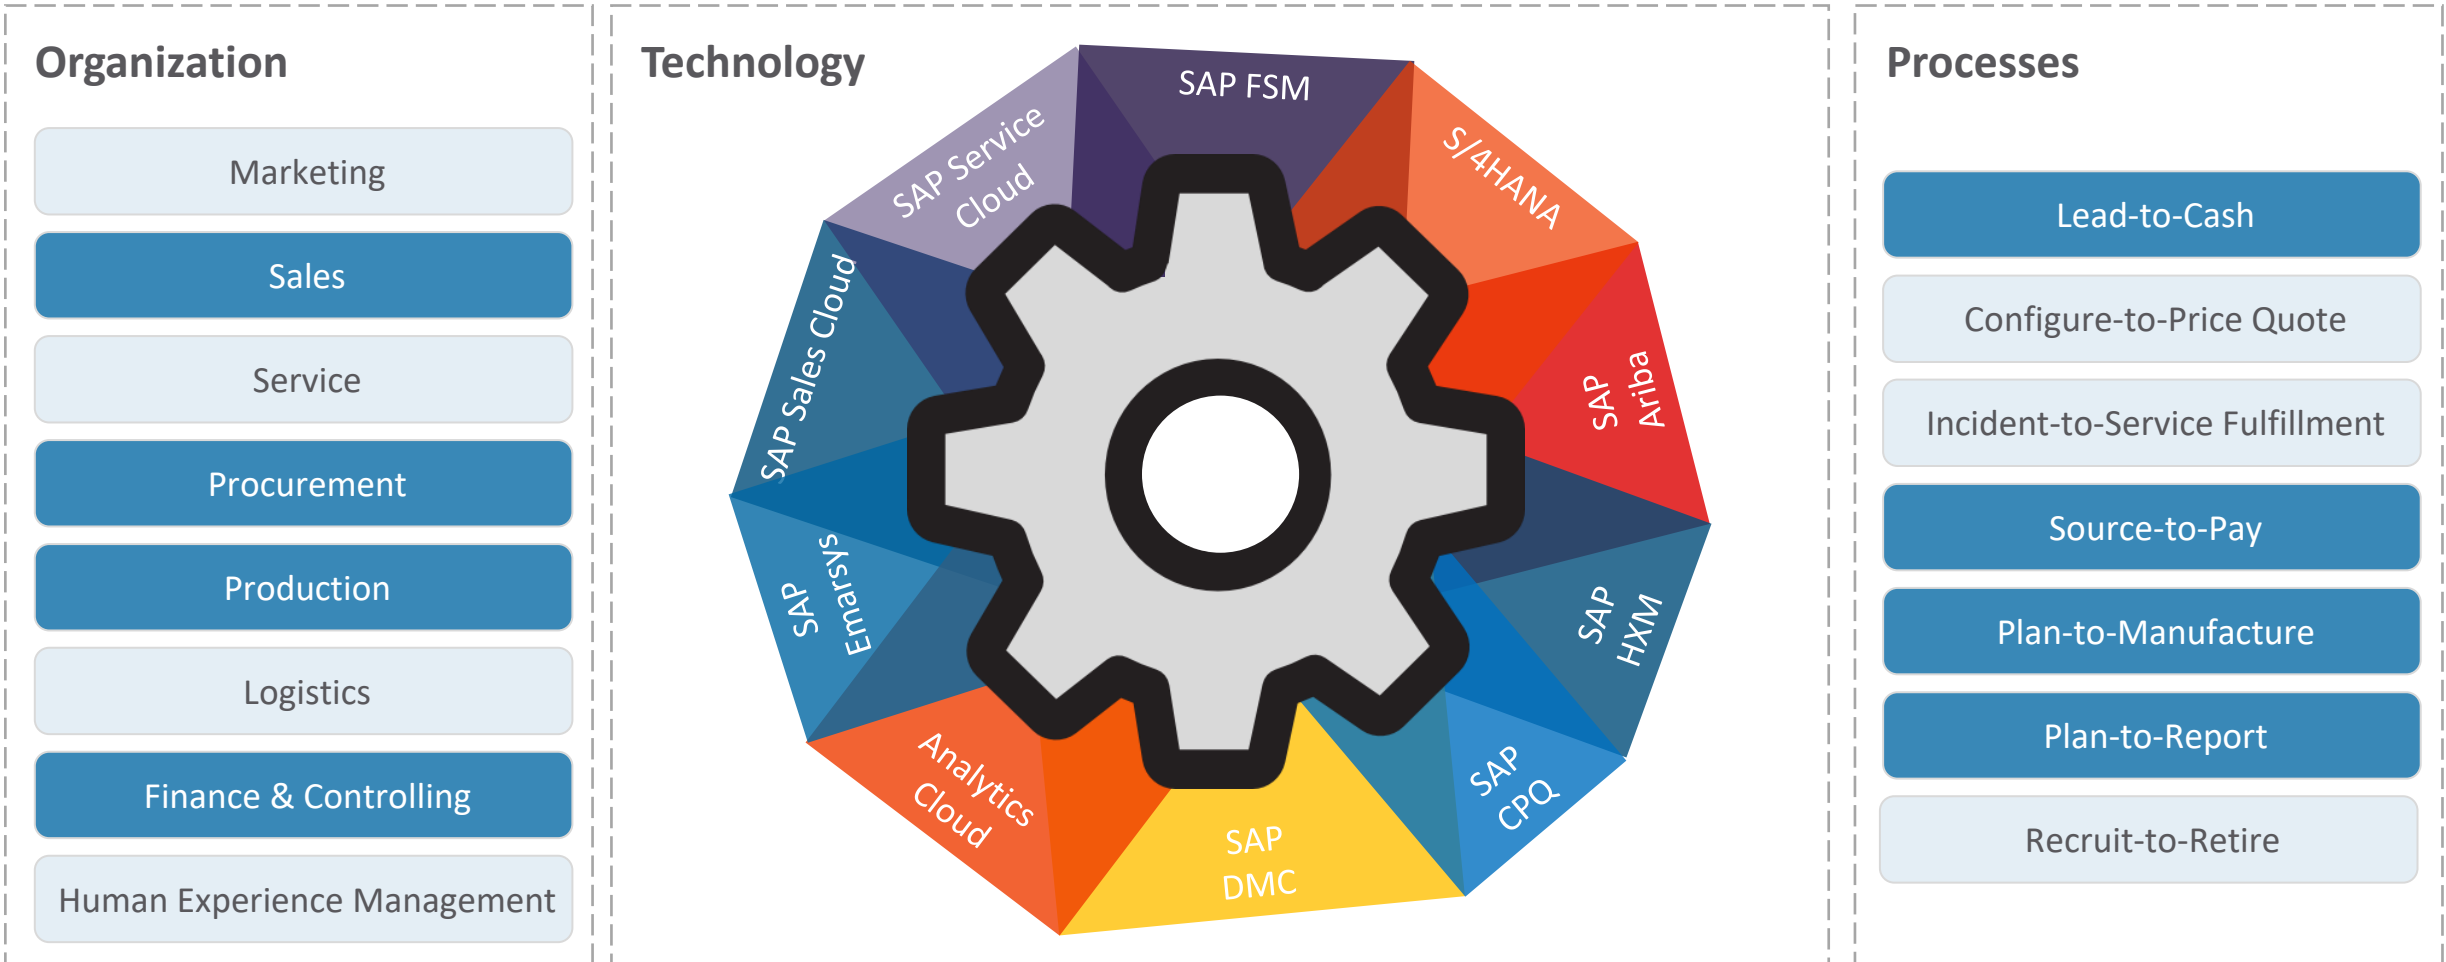 Organization
Marketing
Sales
Service
Procurement
Production
Logistics
Finance & Controlling
Human Experience Management
Technology
SAP FSM
S/4HANA
SAP
Ariba
SAP
HXM
SAP
CPQ
SAP
DMC
Analytics
Cloud
SAP
Emarsys
SAP Sales Cloud
SAP Service
Cloud
Processes
Lead-to-Cash
Configure-to-Price Quote
Incident-to-Service Fulfillment
Source-to-Pay
Plan-to-Manufacture
Plan-to-Report
Recruit-to-Retire